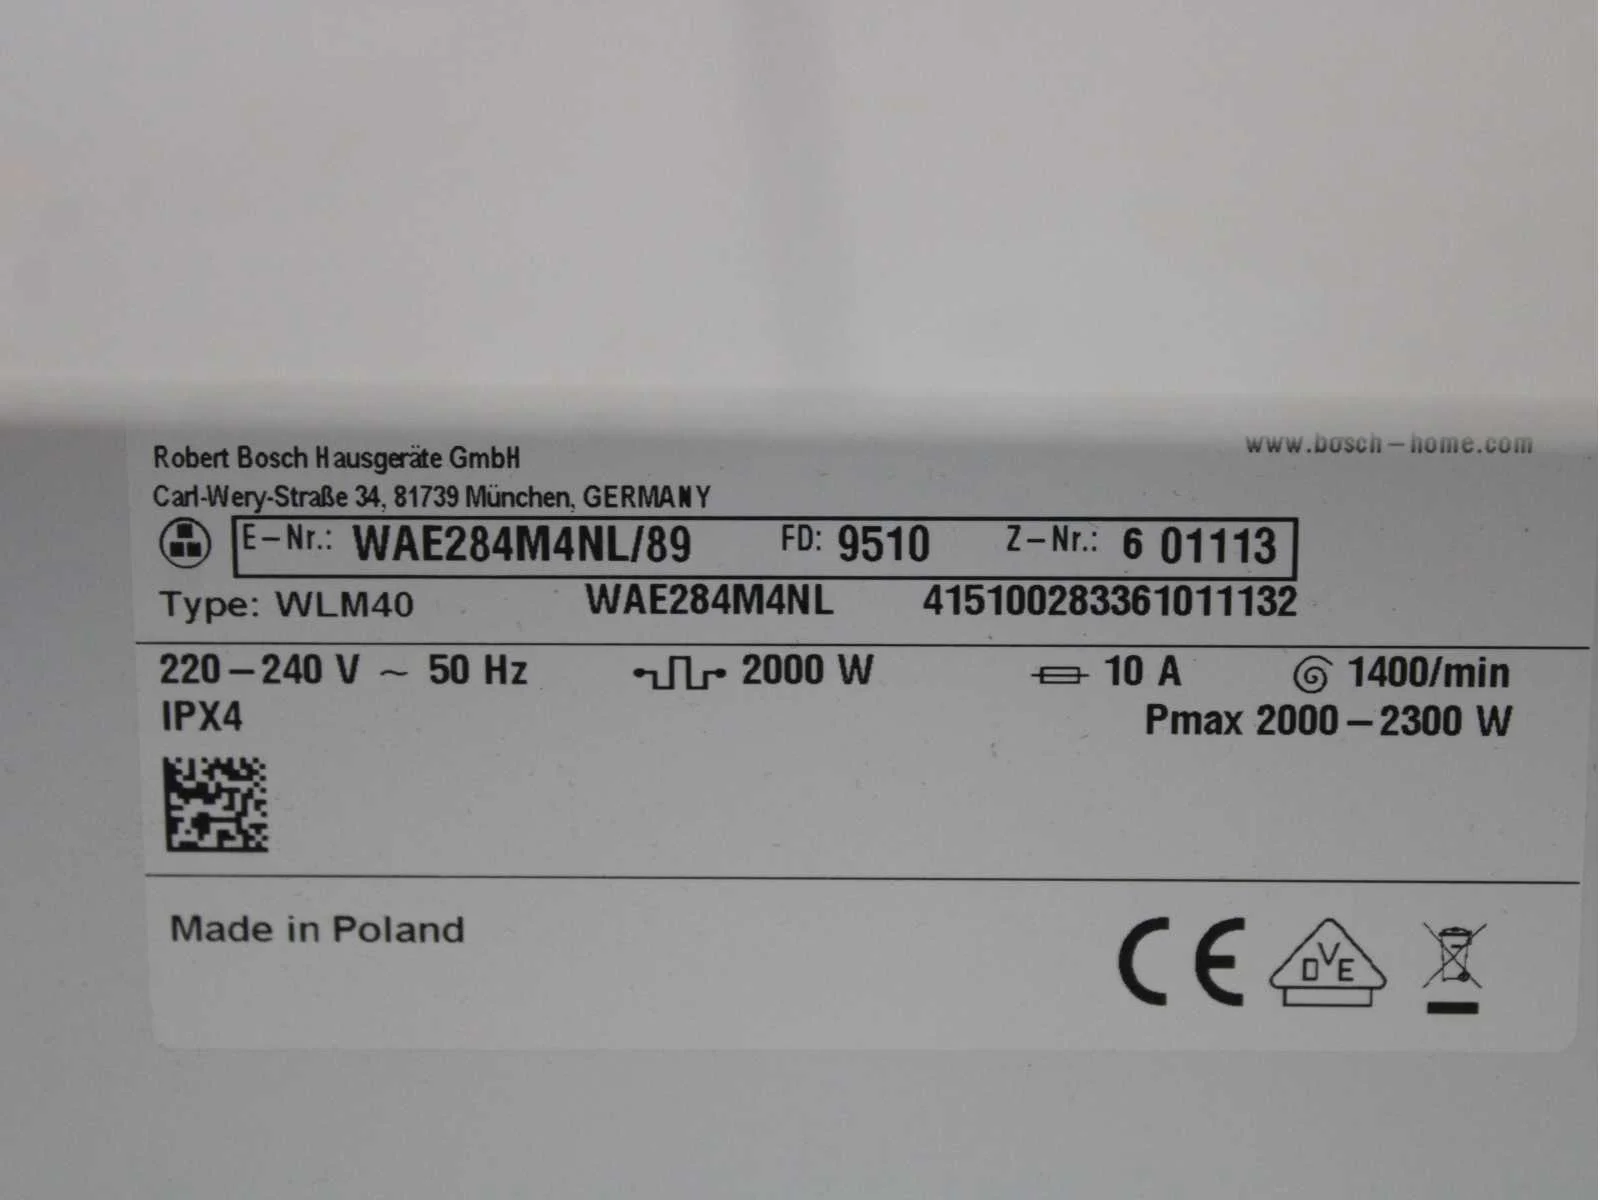 www.bosch-home.com
Robert Bosch Hausgeräte GmbH
Carl-Wery-Straße 34, 81739 München, GERMANY
E-Nr.: WAE284M4NL/89 FD: 9510 Z-Nr.: 6 01113
Type: WLM40 WAE284M4NL 415100283361011132
220-240 V ~ 50 Hz 2000 W 10 A 1400/min
IPX4 Pmax 2000-2300 W
Made in Poland CE DVE